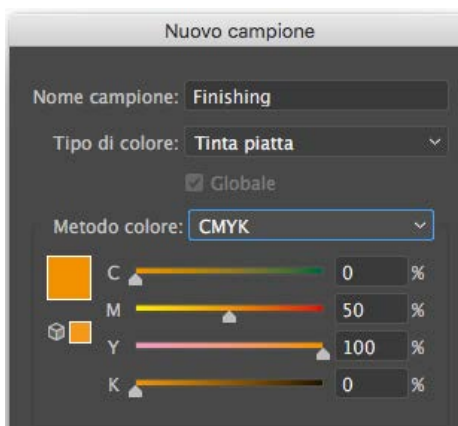 Nuovo campione
Nome campione: Finishing
Tipo di colore: Tinta piatta
Globale
Metodo colore: CMYK
C 0 %
M 50 %
Y 100 %
K 0 %